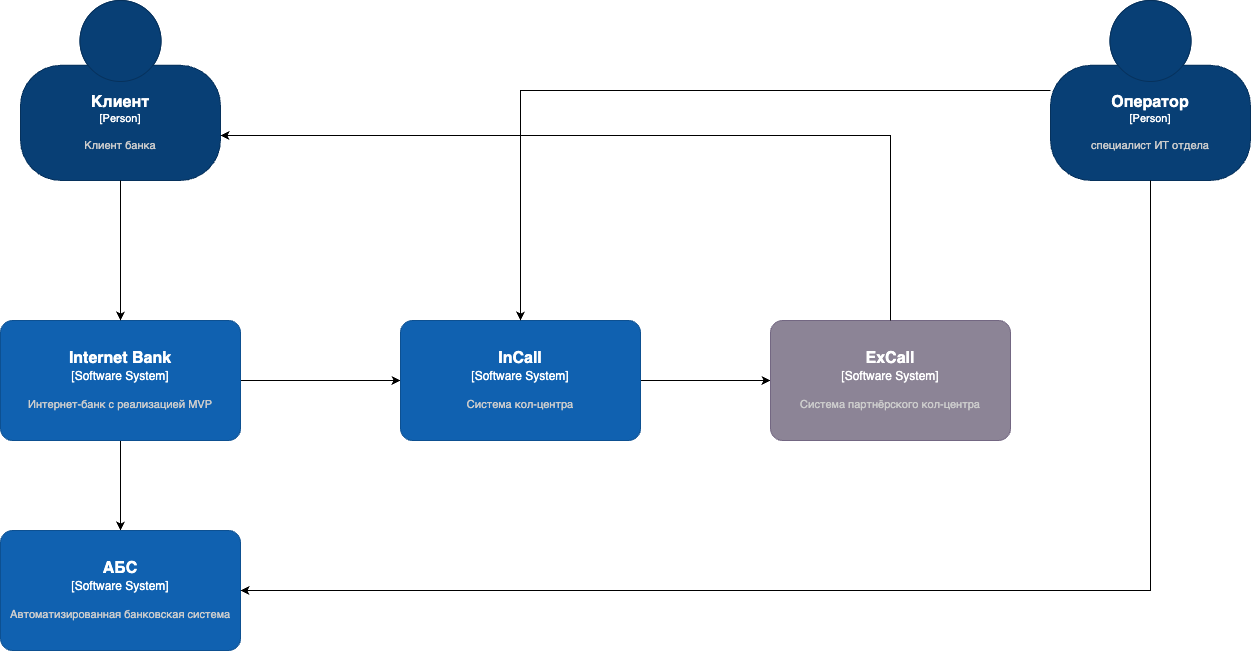 Клиент
[Person]
Клиент банка
Оператор
[Person]
специалист ИТ отдела
Internet Bank
[Software System]
Интернет-банк с реализацией MVP
InCall
[Software System]
Система кол-центра
ExCall
[Software System]
Система партнёрского кол-центра
АБС
[Software System]
Автоматизированная банковская система